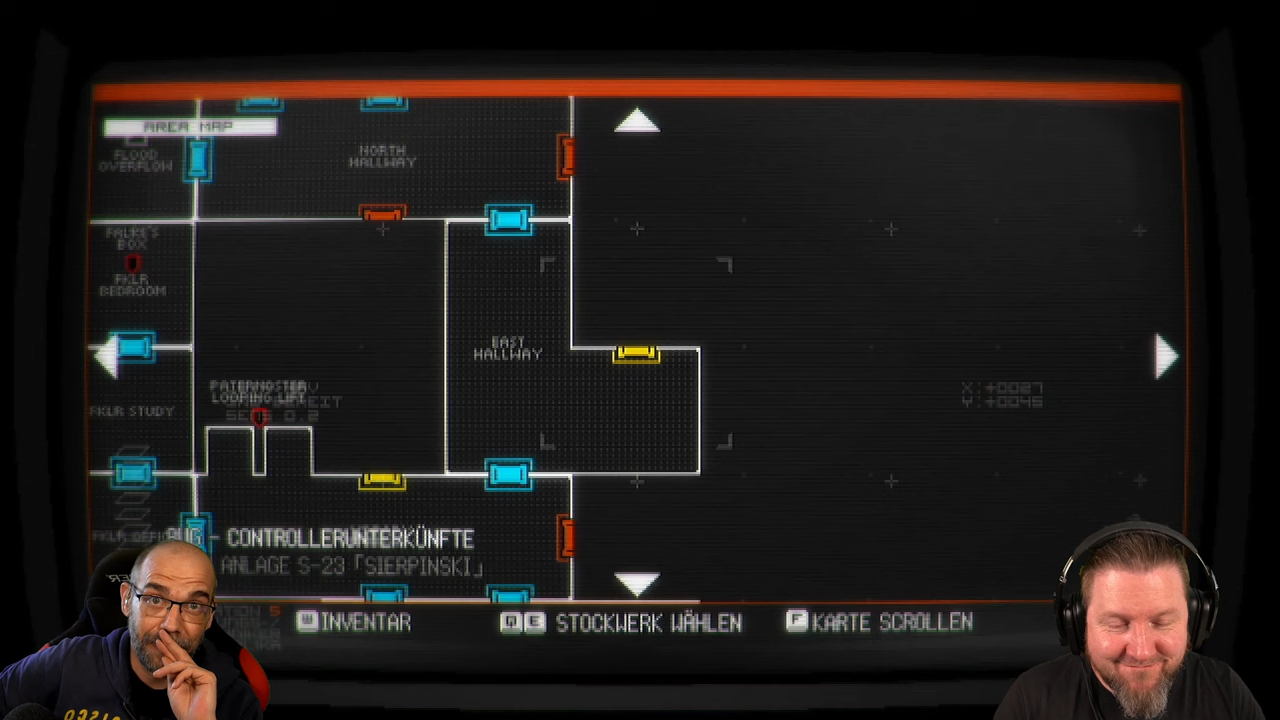 AREA MAP
FLOOD
OVERFLOW
NORTH
HALLWAY
FALKE'S
BOX
FKLR
BEDROOM
EAST
HALLWAY
PATERNOSTER
LOOPING LIFT
FKLR STUDY
X:+0027
Y:+0045
- CONTROLLERUNTERKÜNFTE
ANLAGE S-23「SIERPINSKI」
INVENTAR
Q E STOCKWERK WÄHLEN
F KARTE SCROLLEN